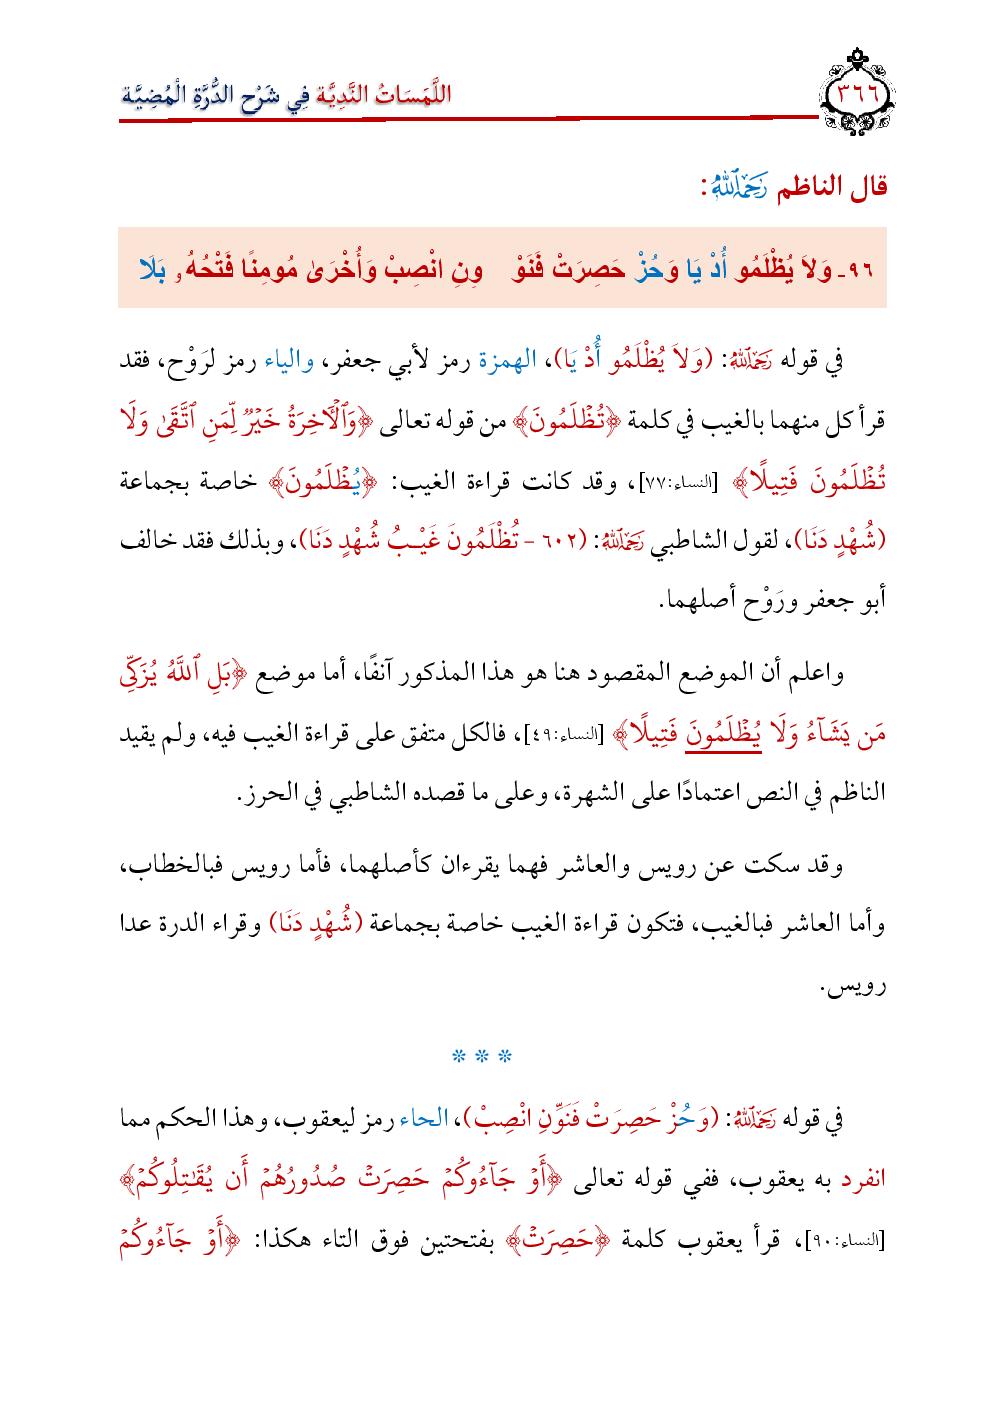 اللَّمَسَاتُ النَّدِيَّة فِي شَرْح الدُّرَّةِ الْمُضِيَّة
٣٦٦
قال الناظم رَحِمَهُ اللَّهُ:
٩٦- وَلاَ يُظْلَمُو أُدْ يَا وَحُزْ حَصِرَتْ فَنَوْ وِنِ انْصِبْ وَأُخْرَىٰ مُومِنًا فَتْحُهُۥ بَلَا
في قوله رَحِمَهُ اللَّهُ: (وَلاَ يُظْلَمُو أُدْ يَا)، الهمزة رمز لأبي جعفر، والياء رمز لرَوْح، فقد
قرأ كل منهما بالغيب في كلمة ﴿تُظْلَمُونَ﴾ من قوله تعالى ﴿وَٱلْأٓخِرَةُ خَيْرٌ لِّمَنِ ٱتَّقَىٰ وَلَا
تُظْلَمُونَ فَتِيلًا﴾ [النساء:٧٧]، وقد كانت قراءة الغيب: ﴿يُظْلَمُونَ﴾ خاصة بجماعة
(شُهْدٍ دَنَا)، لقول الشاطبي رَحِمَهُ اللَّهُ: (٦٠٢ - تُظْلَمُونَ غَيْـبُ شُهْدٍ دَنَا)، وبذلك فقد خالف
أبو جعفر ورَوْح أصلهما.
واعلم أن الموضع المقصود هنا هو هذا المذكور آنفًا، أما موضع ﴿بَلِ ٱللَّهُ يُزَكِّى
مَن يَشَآءُ وَلَا يُظْلَمُونَ فَتِيلًا﴾ [النساء:٤٩]، فالكل متفق على قراءة الغيب فيه، ولم يقيد
الناظم في النص اعتمادًا على الشهرة، وعلى ما قصده الشاطبي في الحرز.
وقد سكت عن رويس والعاشر فهما يقرءان كأصلهما، فأما رويس فبالخطاب،
وأما العاشر فبالغيب، فتكون قراءة الغيب خاصة بجماعة (شُهْدٍ دَنَا) وقراء الدرة عدا
رويس.
* * *
في قوله رَحِمَهُ اللَّهُ: (وَحُزْ حَصِرَتْ فَنَوِّنِ انْصِبْ)، الحاء رمز ليعقوب، وهذا الحكم مما
انفرد به يعقوب، ففي قوله تعالى ﴿أَوْ جَآءُوكُمْ حَصِرَتْ صُدُورُهُمْ أَن يُقَـٰتِلُوكُمْ﴾
[النساء:٩٠]، قرأ يعقوب كلمة ﴿حَصِرَتْ﴾ بفتحتين فوق التاء هكذا: ﴿أَوْ جَآءُوكُمْ